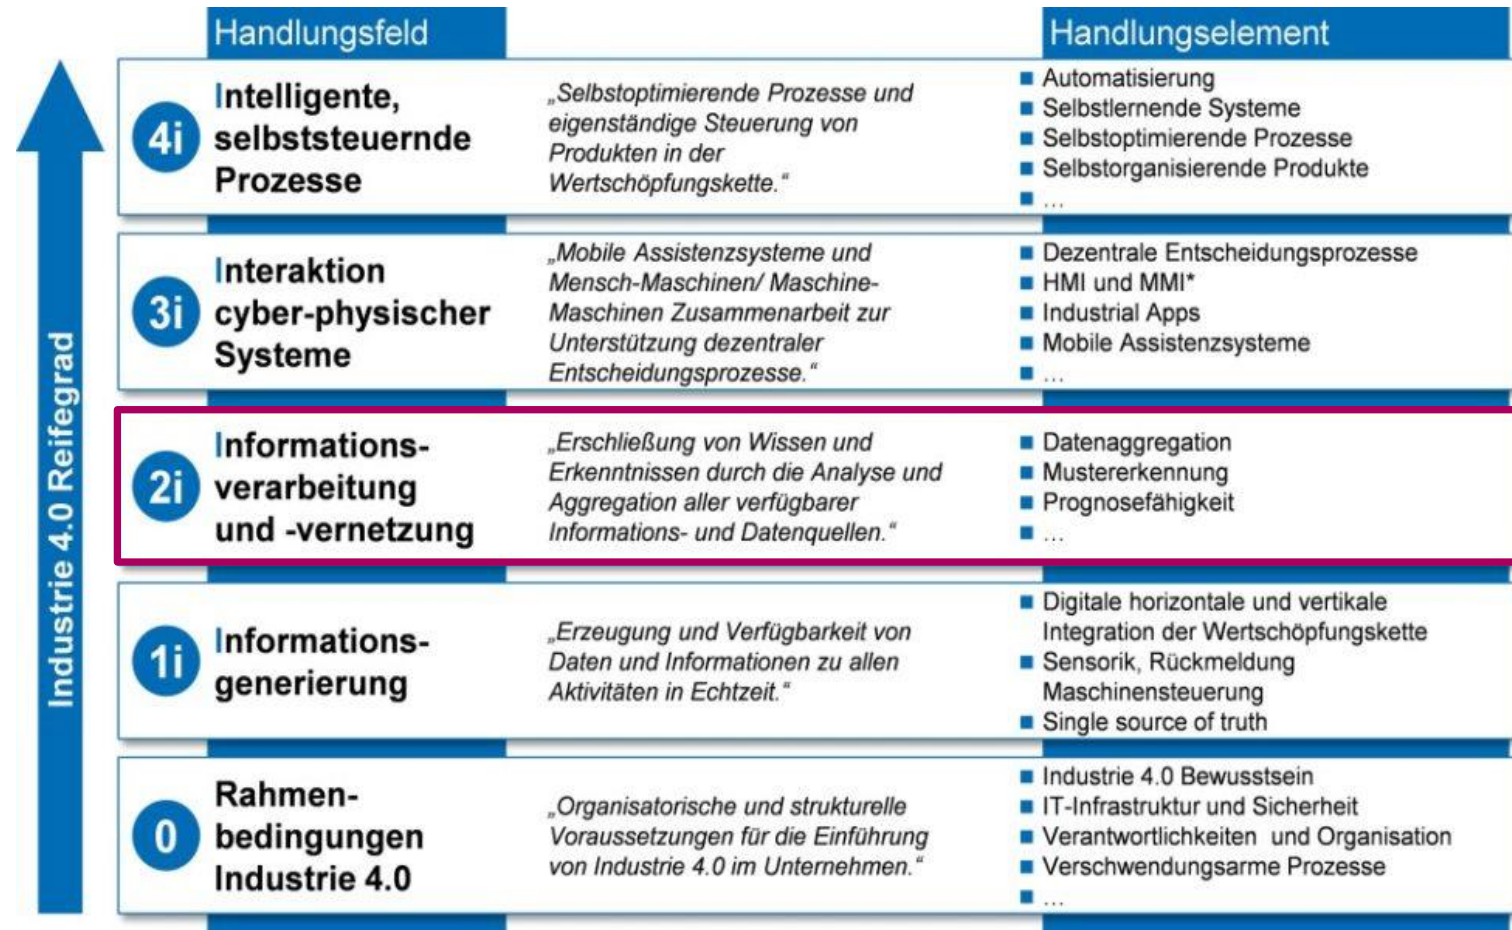 Handlungsfeld
Handlungselement
Industrie 4.0 Reifegrad
4i
Intelligente,
selbststeuernde
Prozesse
„Selbstoptimierende Prozesse und
eigenständige Steuerung von
Produkten in der
Wertschöpfungskette.“
Automatisierung
Selbstlernende Systeme
Selbstoptimierende Prozesse
Selbstorganisierende Produkte
…
3i
Interaktion
cyber-physischer
Systeme
„Mobile Assistenzsysteme und
Mensch-Maschinen/ Maschine-
Maschinen Zusammenarbeit zur
Unterstützung dezentraler
Entscheidungsprozesse.“
Dezentrale Entscheidungsprozesse
HMI und MMI*
Industrial Apps
Mobile Assistenzsysteme
…
2i
Informations-
verarbeitung
und -vernetzung
„Erschließung von Wissen und
Erkenntnissen durch die Analyse und
Aggregation aller verfügbarer
Informations- und Datenquellen.“
Datenaggregation
Mustererkennung
Prognosefähigkeit
…
1i
Informations-
generierung
„Erzeugung und Verfügbarkeit von
Daten und Informationen zu allen
Aktivitäten in Echtzeit.“
Digitale horizontale und vertikale
Integration der Wertschöpfungskette
Sensorik, Rückmeldung
Maschinensteuerung
Single source of truth
0
Rahmen-
bedingungen
Industrie 4.0
„Organisatorische und strukturelle
Voraussetzungen für die Einführung
von Industrie 4.0 im Unternehmen.“
Industrie 4.0 Bewusstsein
IT-Infrastruktur und Sicherheit
Verantwortlichkeiten und Organisation
Verschwendungsarme Prozesse
…